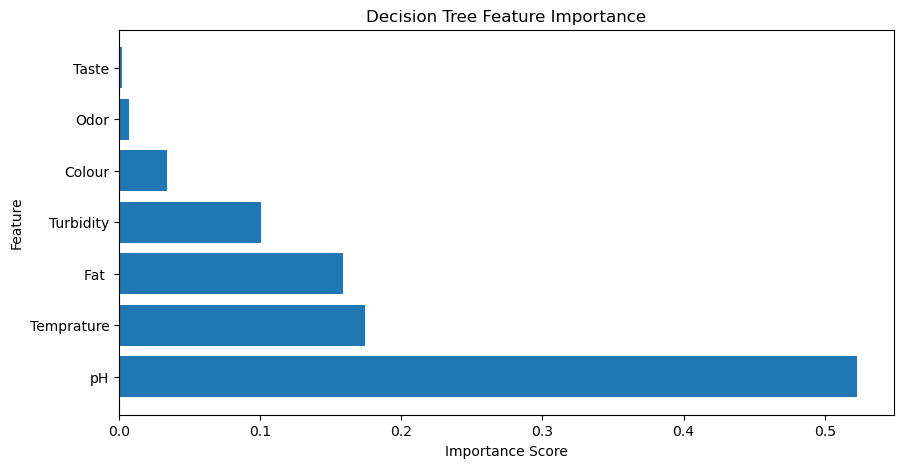 Decision Tree Feature Importance
Feature
Taste
Odor
Colour
Turbidity
Fat
Temprature
pH
0.0 0.1 0.2 0.3 0.4 0.5
Importance Score